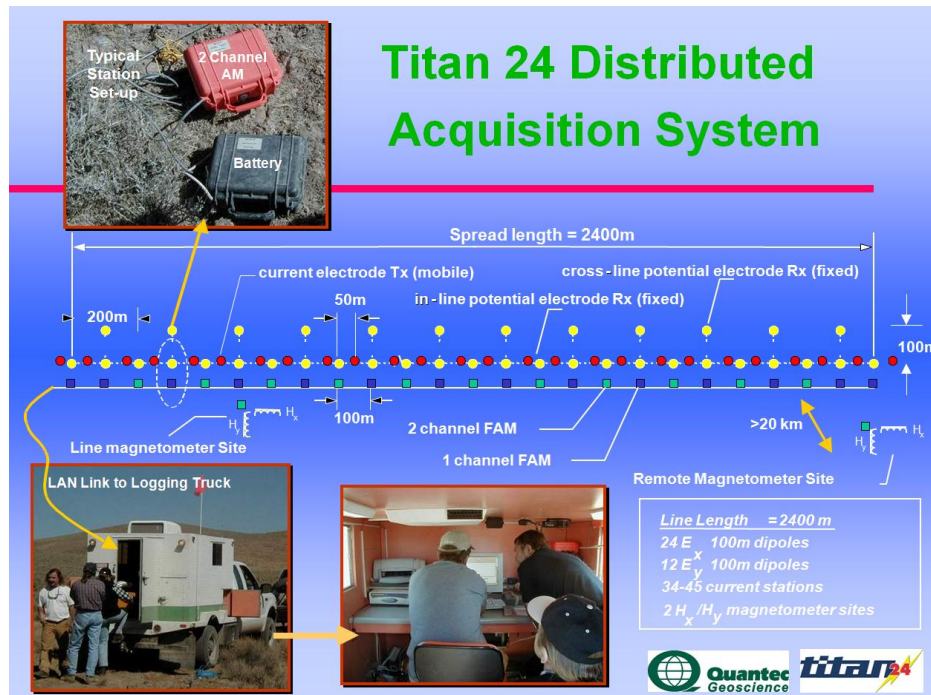 Titan 24 Distributed
Acquisition System
Typical
Station
Set-up
2 Channel
AM
Battery
Spread length = 2400m
current electrode Tx (mobile)
cross-line potential electrode Rx (fixed)
50m
in-line potential electrode Rx (fixed)
200m
100m
100m
2 channel FAM
1 channel FAM
>20 km
Hx
Hy
Line magnetometer Site
Hx
Hy
Remote Magnetometer Site
LAN Link to Logging Truck
Line Length = 2400 m
24 Ex 100m dipoles
12 Ey 100m dipoles
34-45 current stations
2 Hx/Hy magnetometer sites
Quantec
Geoscience
titan24